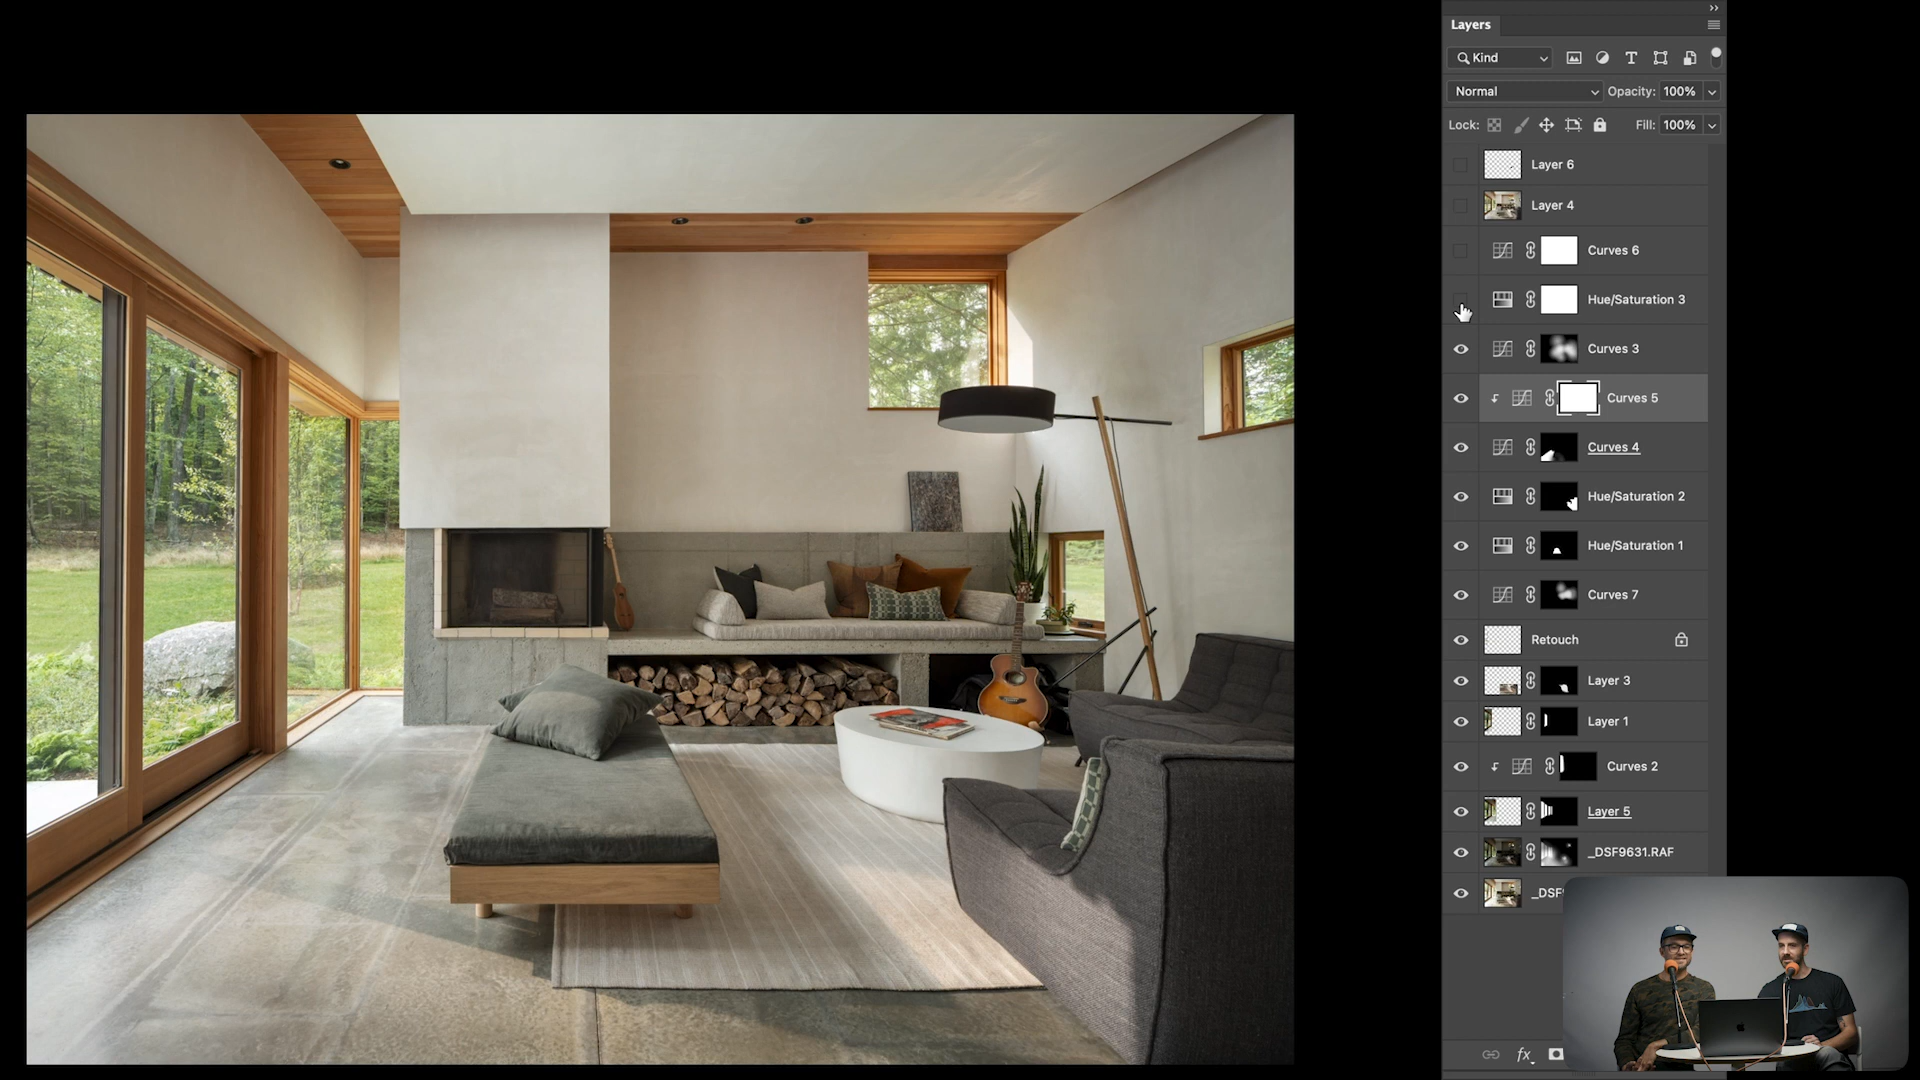 Layers
Kind
Normal Opacity: 100%
Lock: Fill: 100%
Layer 6
Layer 4
Curves 6
Hue/Saturation 3
Curves 3
Curves 5
Curves 4
Hue/Saturation 2
Hue/Saturation 1
Curves 7
Retouch
Layer 3
Layer 1
Curves 2
Layer 5
_DSF9631.RAF
fx